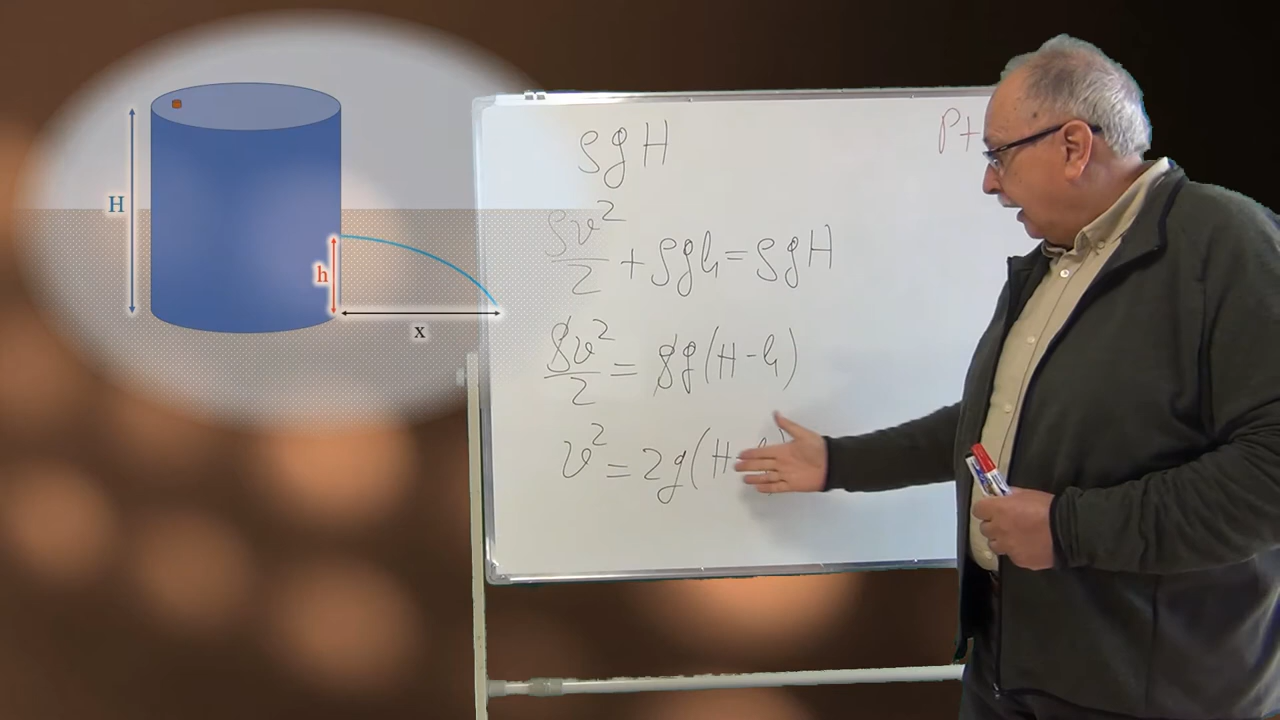 H
h
x
ρgH
P+
ρv²/2 + ρgh = ρgH
ρv²/2 = ρg(H-h)
v² = 2g(H-h)